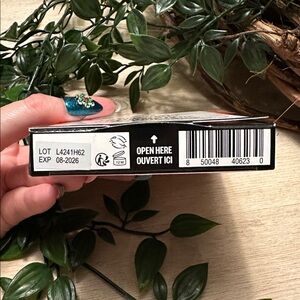 LOT L4241H62
EXP 08-2026
OPEN HERE
OUVERT ICI
8 50048 40623 0